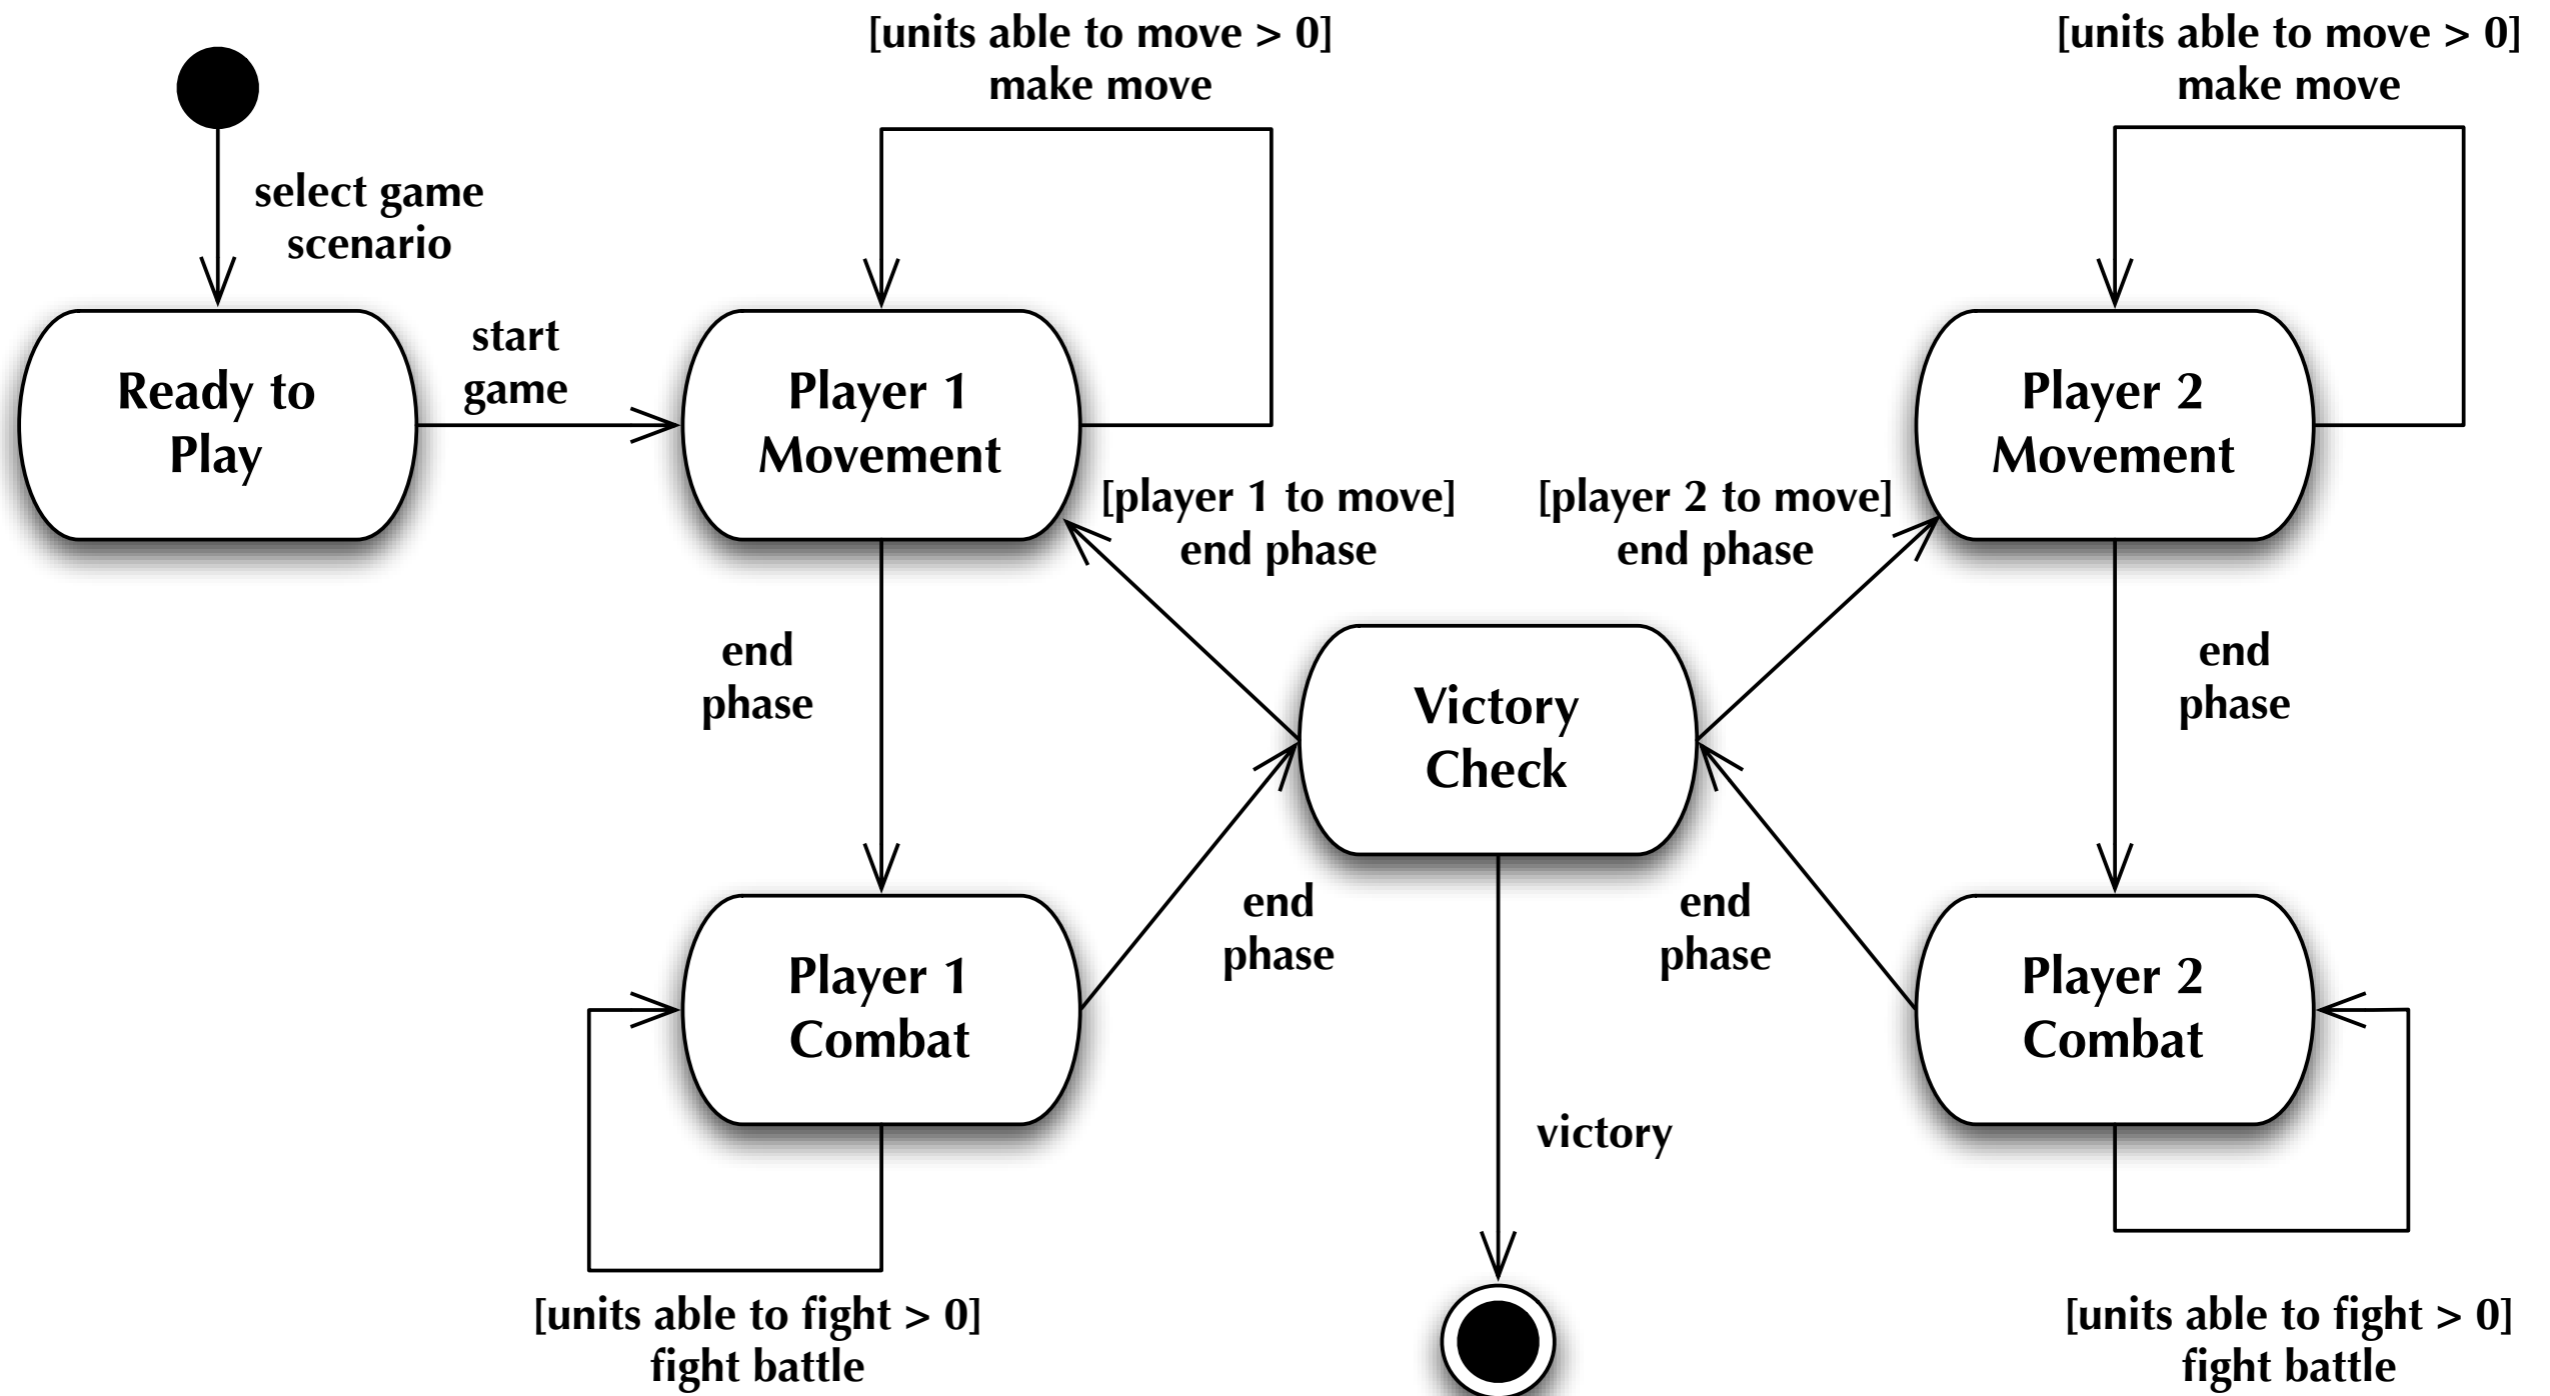 [units able to move > 0]
make move
[units able to move > 0]
make move
select game
scenario
start
game
Ready to
Play
Player 1
Movement
Player 2
Movement
[player 1 to move]
end phase
[player 2 to move]
end phase
end
phase
Victory
Check
end
phase
end
phase
end
phase
Player 1
Combat
Player 2
Combat
victory
[units able to fight > 0]
fight battle
[units able to fight > 0]
fight battle